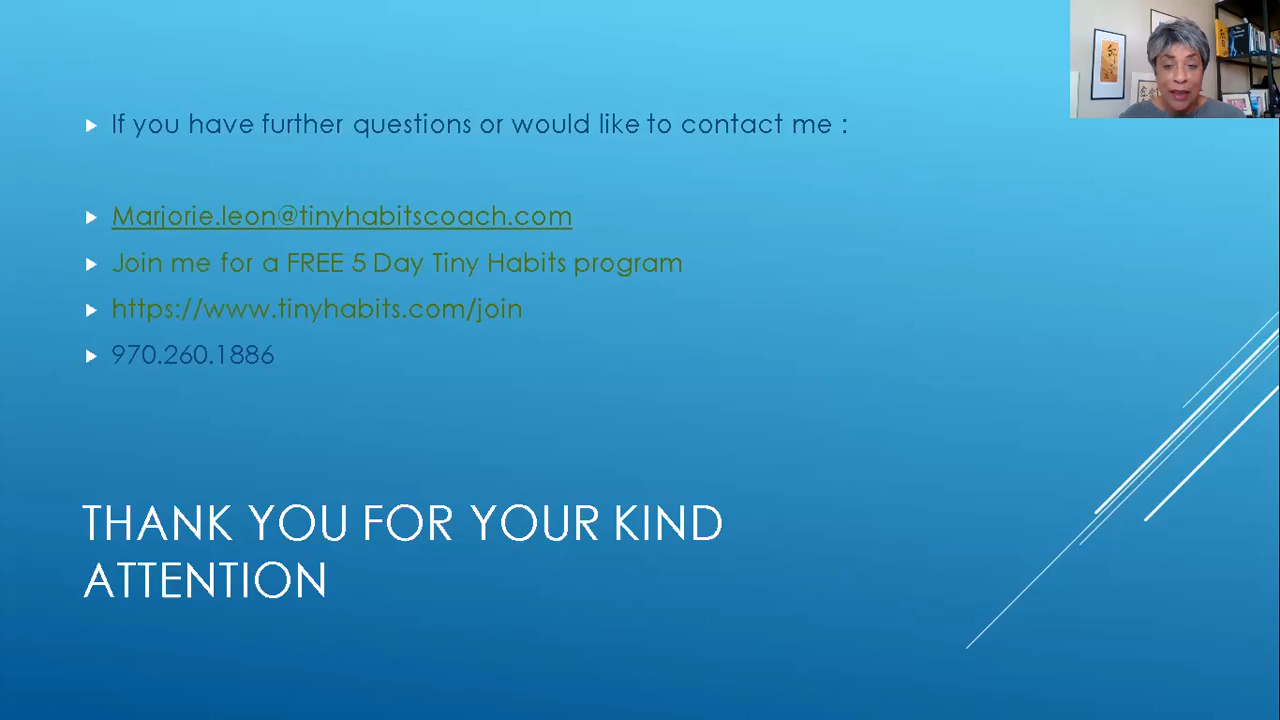 If you have further questions or would like to contact me :
Marjorie.leon@tinyhabitscoach.com
Join me for a FREE 5 Day Tiny Habits program
https://www.tinyhabits.com/join
970.260.1886
THANK YOU FOR YOUR KIND
ATTENTION